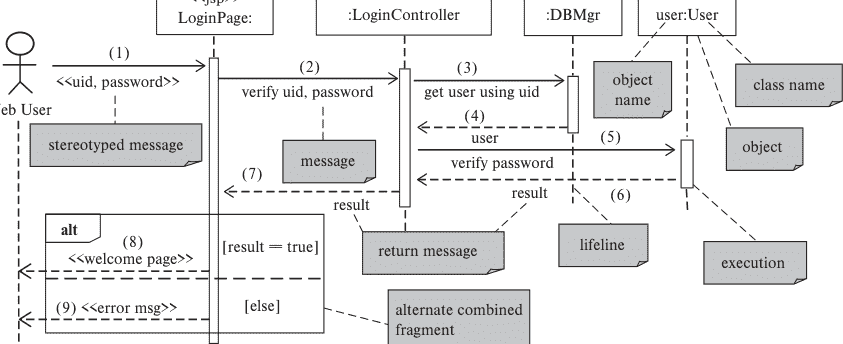 LoginPage:
:LoginController
:DBMgr
user:User
(1)
<<uid, password>>
(2)
verify uid, password
(3)
get user using uid
(4)
user
(5)
verify password
(6)
result
(7)
result
eb User
stereotyped message
message
object
name
class name
object
return message
lifeline
execution
alt
(8)
[result == true]
<<welcome page>>
(9) <<error msg>>
[else]
alternate combined
fragment